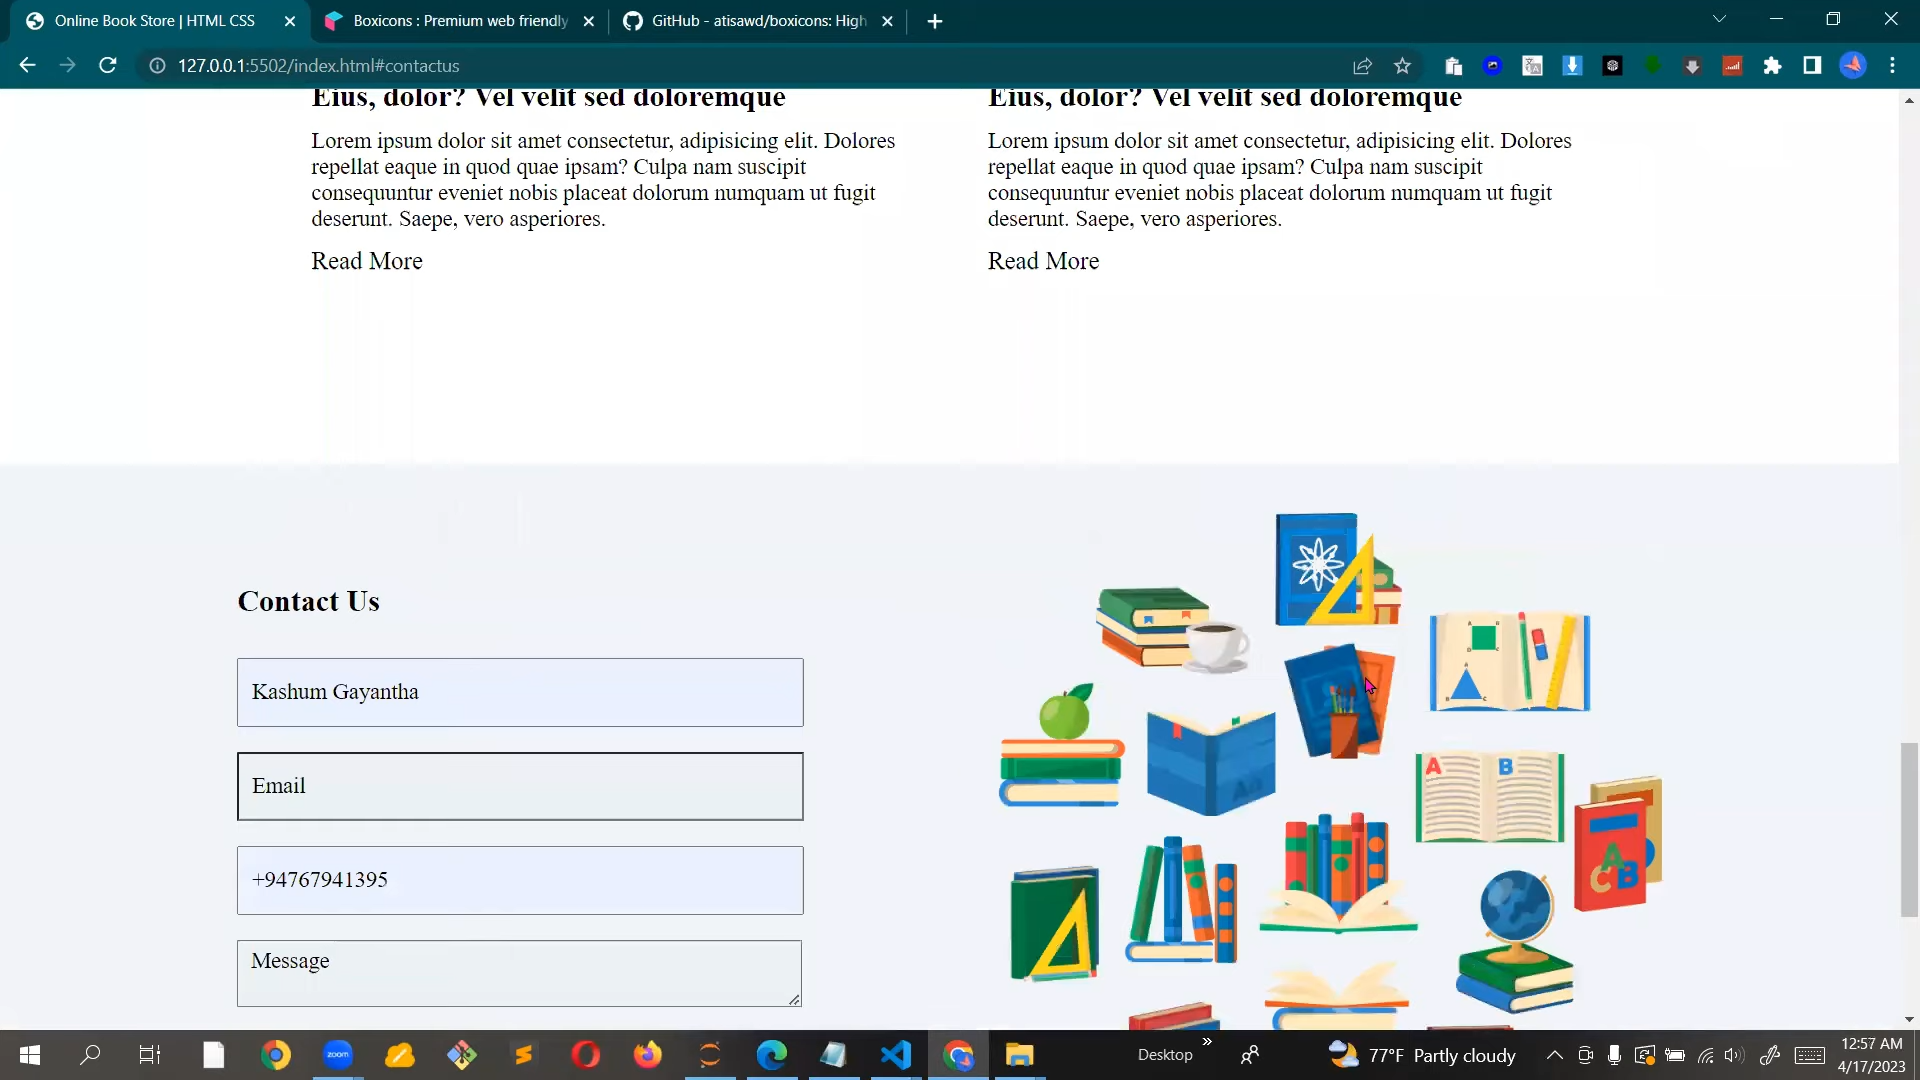 Online Book Store | HTML CSS
Boxicons : Premium web friendly
GitHub - atisawd/boxicons: High
127.0.0.1:5502/index.html#contactus
Eius, dolor? Vel velit sed doloremque
Lorem ipsum dolor sit amet consectetur, adipisicing elit. Dolores
repellat eaque in quod quae ipsam? Culpa nam suscipit
consequuntur eveniet nobis placeat dolorum numquam ut fugit
deserunt. Saepe, vero asperiores.
Read More
Eius, dolor? Vel velit sed doloremque
Lorem ipsum dolor sit amet consectetur, adipisicing elit. Dolores
repellat eaque in quod quae ipsam? Culpa nam suscipit
consequuntur eveniet nobis placeat dolorum numquam ut fugit
deserunt. Saepe, vero asperiores.
Read More
Contact Us
Kashum Gayantha
Email
+94767941395
Message
A B
A B C
zoom
Desktop
77°F Partly cloudy
12:57 AM
4/17/2023